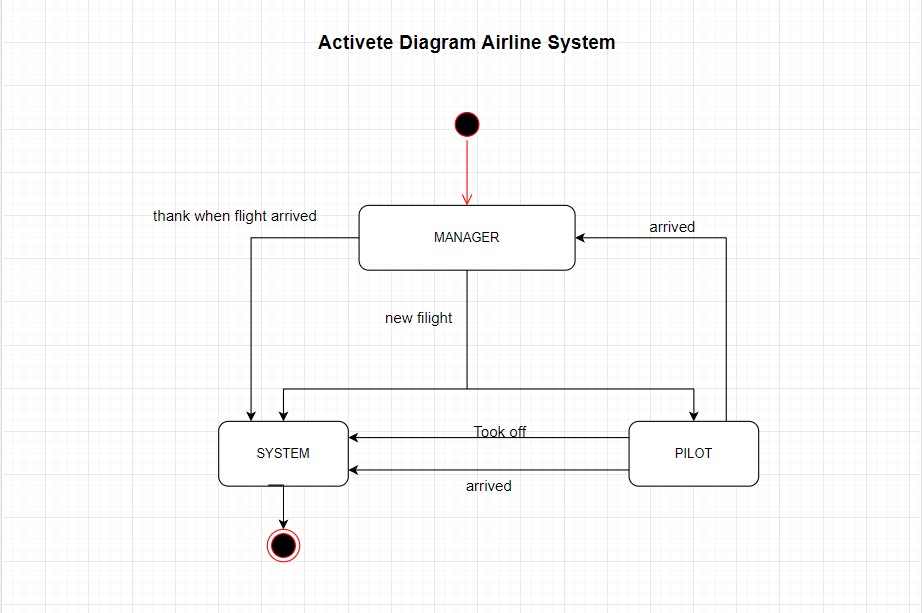 Activete Diagram Airline System
thank when flight arrived
MANAGER
arrived
new filight
Took off
SYSTEM
PILOT
arrived